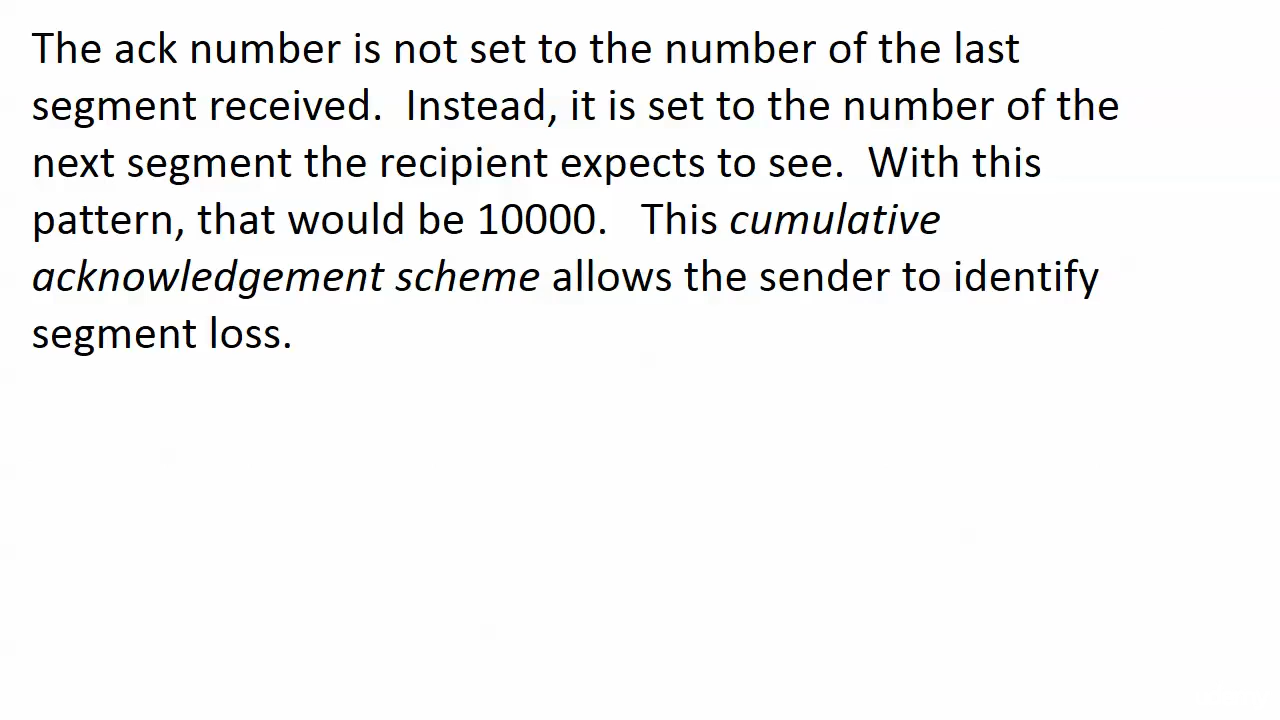 The ack number is not set to the number of the last
segment received.  Instead, it is set to the number of the
next segment the recipient expects to see.  With this
pattern, that would be 10000.   This cumulative
acknowledgement scheme allows the sender to identify
segment loss.